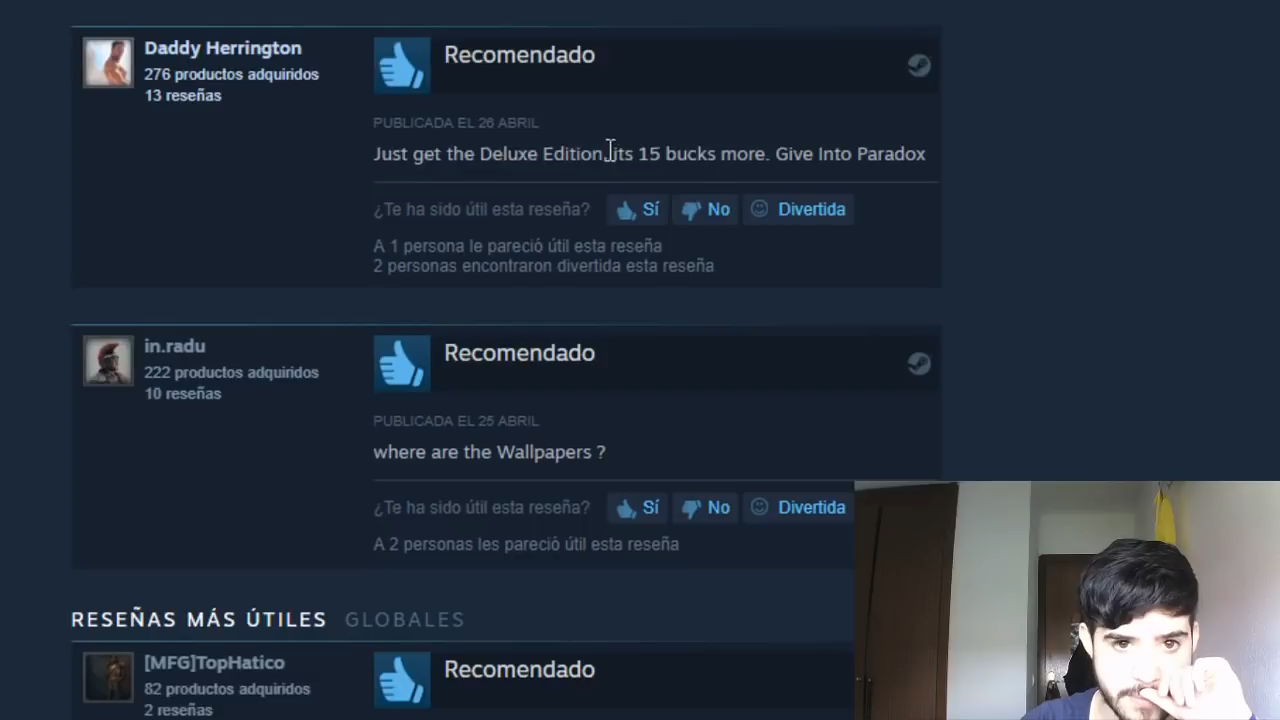 Daddy Herrington
276 productos adquiridos
13 reseñas
Recomendado
PUBLICADA EL 26 ABRIL
Just get the Deluxe Edition, its 15 bucks more. Give Into Paradox
¿Te ha sido útil esta reseña? Sí No Divertida
A 1 persona le pareció útil esta reseña
2 personas encontraron divertida esta reseña
in.radu
222 productos adquiridos
10 reseñas
Recomendado
PUBLICADA EL 25 ABRIL
where are the Wallpapers ?
¿Te ha sido útil esta reseña? Sí No Divertida
A 2 personas les pareció útil esta reseña
RESEÑAS MÁS ÚTILES GLOBALES
[MFG]TopHatico
82 productos adquiridos
2 reseñas
Recomendado